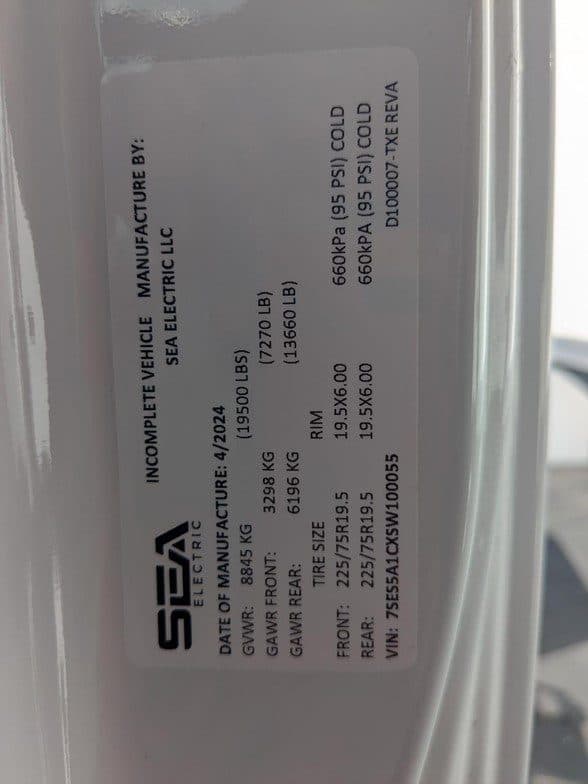 SEA
ELECTRIC
INCOMPLETE VEHICLE MANUFACTURE BY:
SEA ELECTRIC LLC
DATE OF MANUFACTURE: 4/2024
GVWR: 8845 KG (19500 LBS)
GAWR FRONT: 3298 KG (7270 LB)
GAWR REAR: 6196 KG (13660 LB)
TIRE SIZE RIM
FRONT: 225/75R19.5 19.5X6.00 660kPa (95 PSI) COLD
REAR: 225/75R19.5 19.5X6.00 660kPA (95 PSI) COLD
VIN: 7SES5A1CXSW100055 D100007-TXE REVA